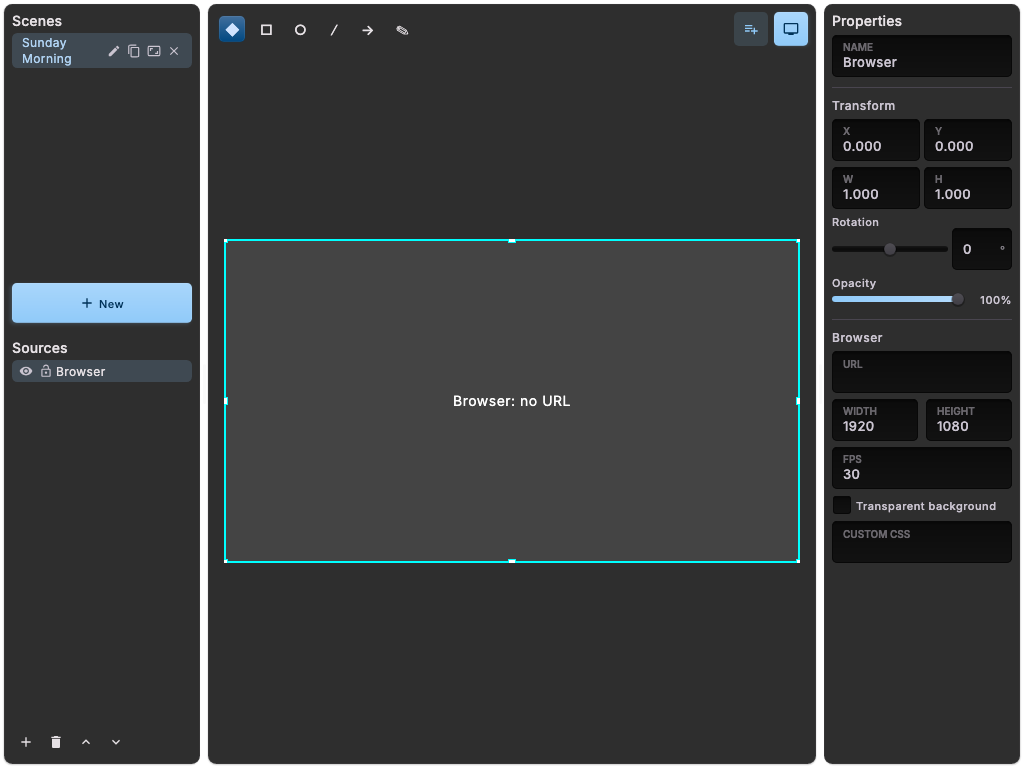 Scenes
Sunday
Morning
New
Sources
Browser
Browser: no URL
Properties
NAME
Browser
Transform
X
0.000
Y
0.000
W
1.000
H
1.000
Rotation
0 °
Opacity
100%
Browser
URL
WIDTH
1920
HEIGHT
1080
FPS
30
Transparent background
CUSTOM CSS